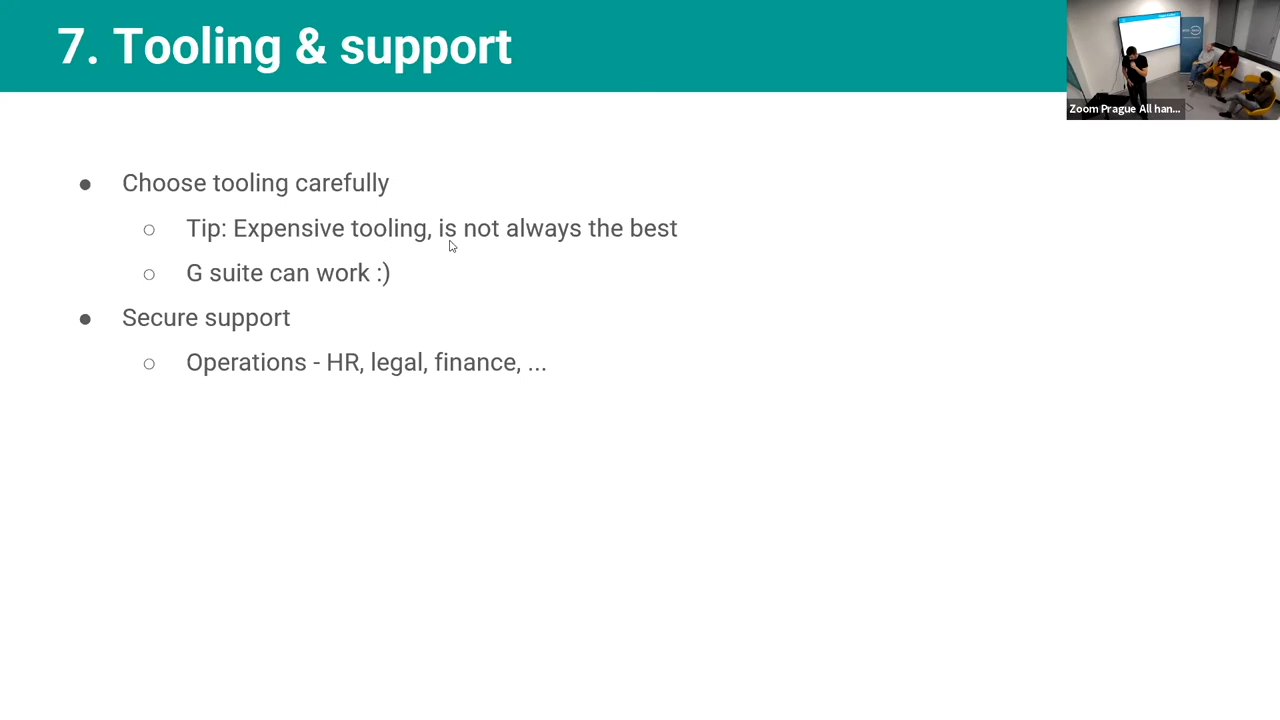 7. Tooling & support
Zoom Prague All han...
● Choose tooling carefully
○ Tip: Expensive tooling, is not always the best
○ G suite can work :)
● Secure support
○ Operations - HR, legal, finance, ...